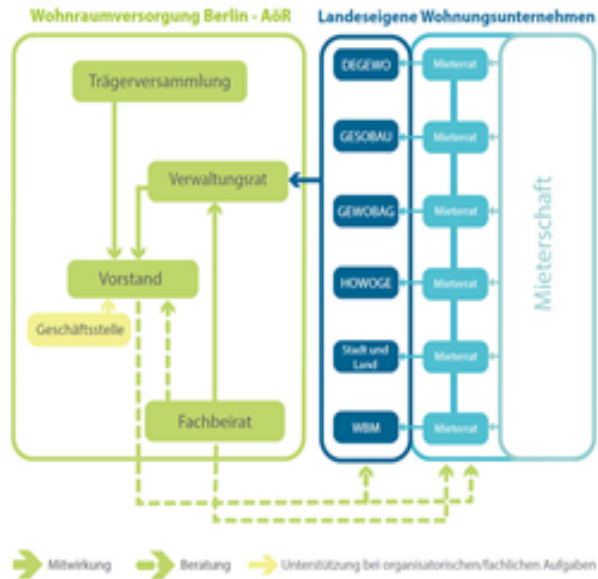 Wohnraumversorgung Berlin - AöR
Landeseigene Wohnungsunternehmen
Trägerversammlung
Verwaltungsrat
Vorstand
Geschäftsstelle
Fachbeirat
DEGEWO
GESOBAU
GEWOBAG
HOWOGE
Stadt und
Land
WBM
Mieterrat
Mieterrat
Mieterrat
Mieterrat
Mieterrat
Mieterrat
Mieterschaft
Mitwirkung
Beratung
Unterstützung bei organisatorischen/fachlichen Aufgaben